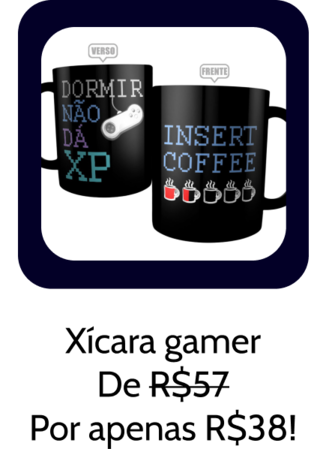 VERSO
DORMIR
NÃO
DÁ
XP
FRENTE
INSERT
COFFEE
Xícara gamer
De R$57
Por apenas R$38!